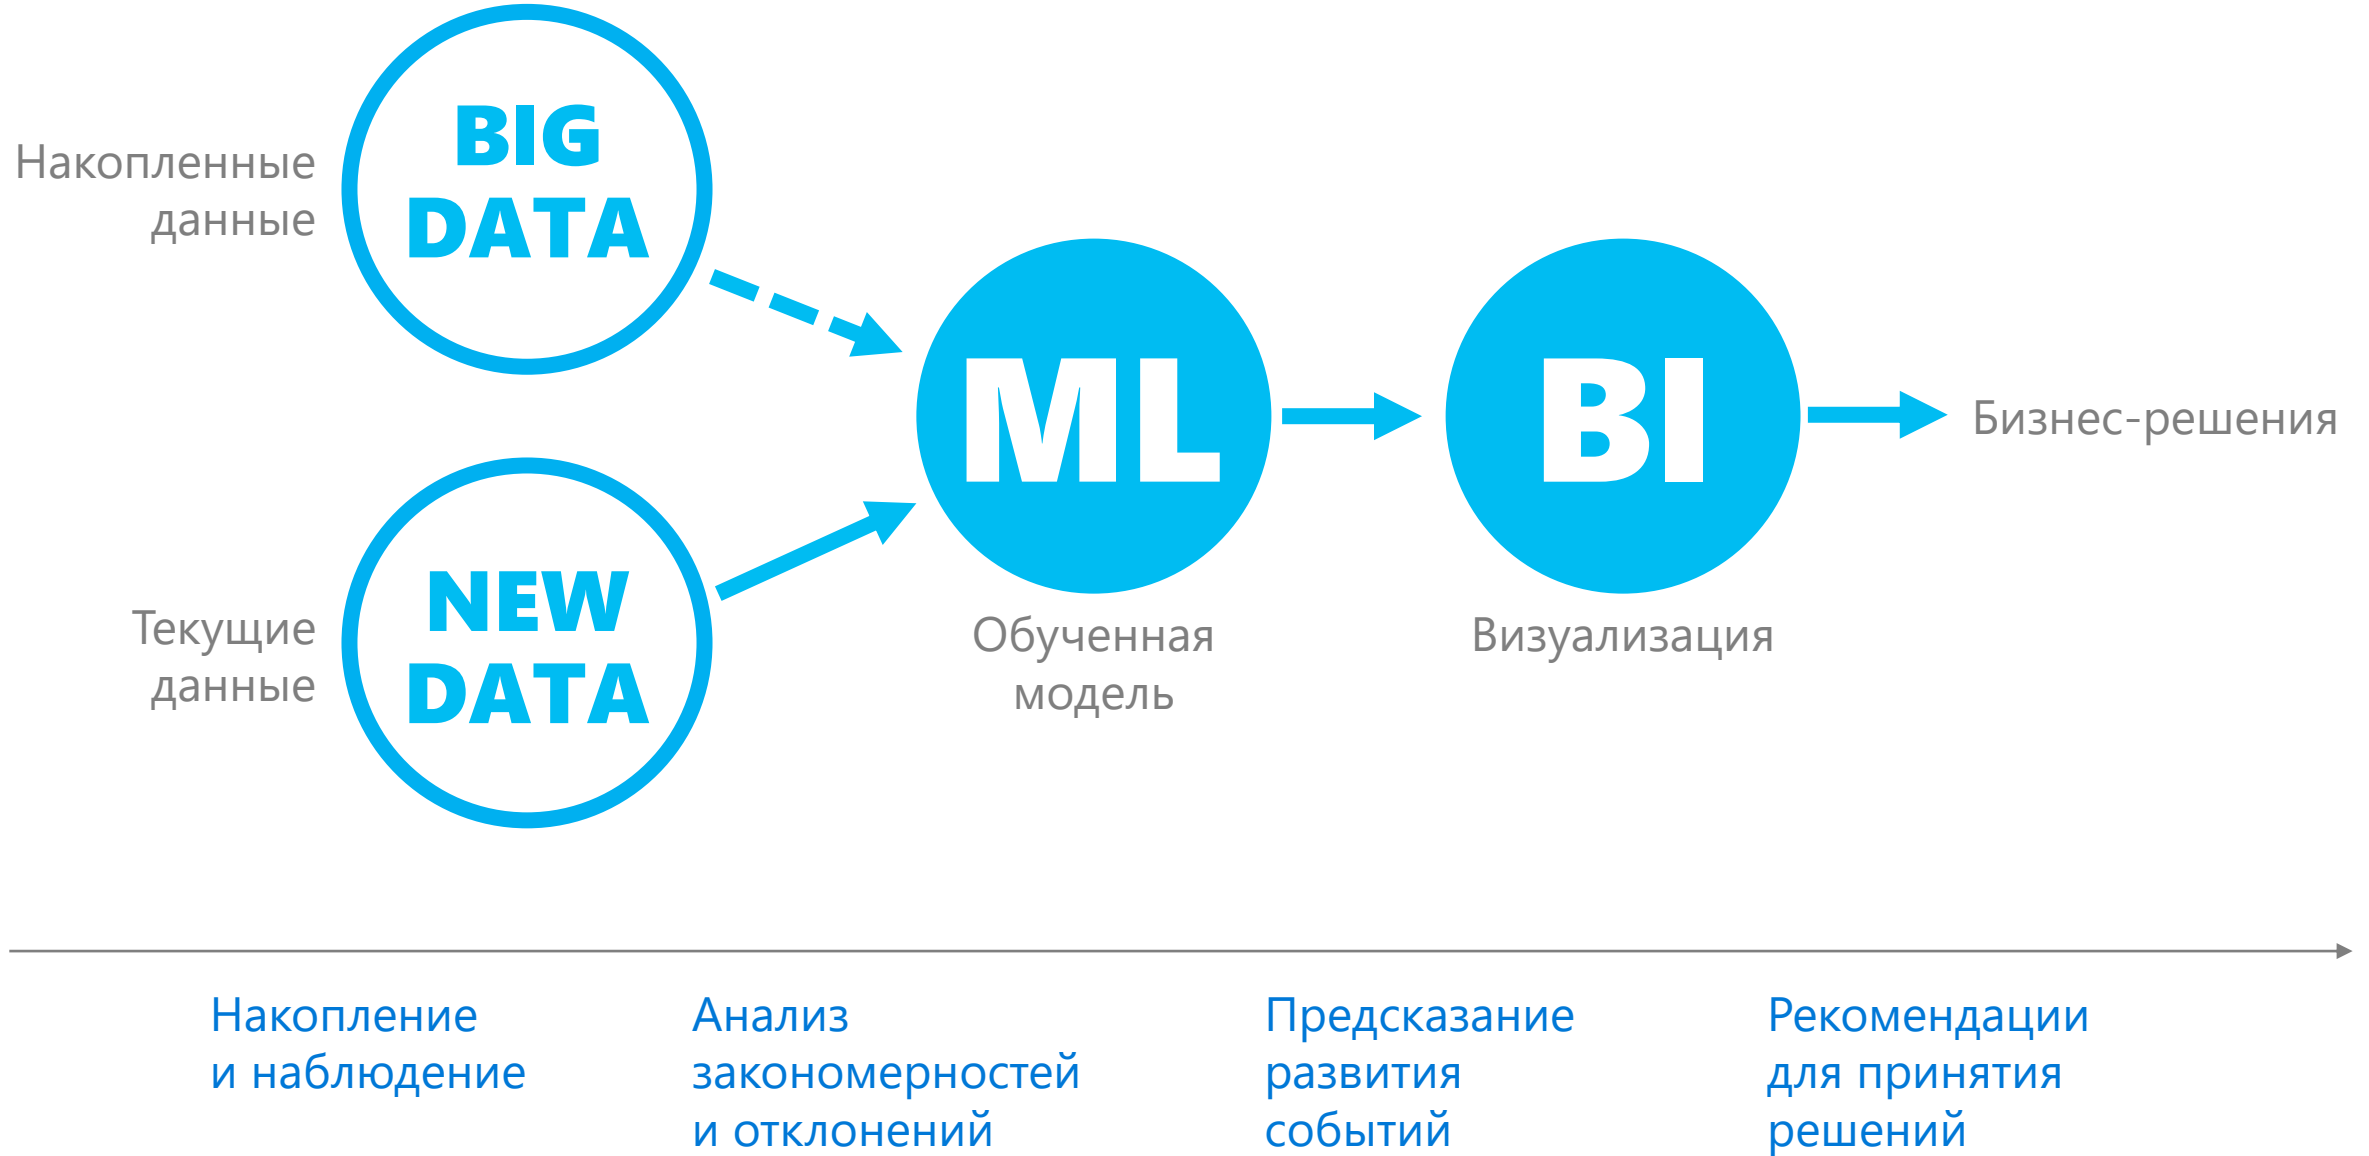 Накопленные
данные
BIG
DATA
Текущие
данные
NEW
DATA
ML
Обученная
модель
BI
Визуализация
Бизнес-решения
Накопление
и наблюдение
Анализ
закономерностей
и отклонений
Предсказание
развития
событий
Рекомендации
для принятия
решений